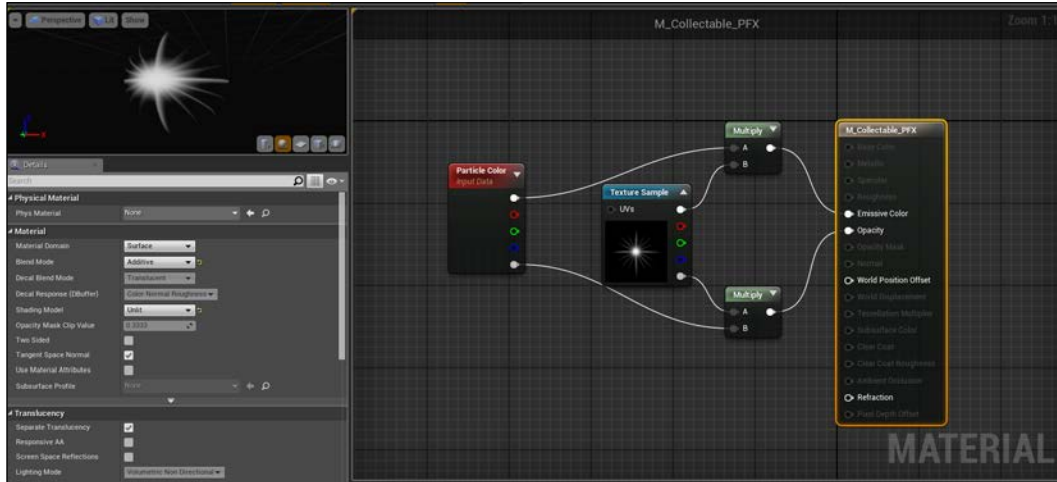 Perspective Lit Show
M_Collectable_PFX
Zoom 1:1
Details
Search
Physical Material
Phys Material None
Material
Material Domain Surface
Blend Mode Additive
Decal Blend Mode Translucent
Decal Response (DBuffer) Color Normal Roughness
Shading Model Unlit
Opacity Mask Clip Value 0.3333
Two Sided
Tangent Space Normal
Use Material Attributes
Subsurface Profile None
Translucency
Separate Translucency
Responsive AA
Screen Space Reflections
Lighting Mode Volumetric Non Directional
Particle Color
Input Data
Texture Sample
UVs
Multiply
A
B
Multiply
A
B
M_Collectable_PFX
Base Color
Metallic
Specular
Roughness
Emissive Color
Opacity
Opacity Mask
Normal
World Position Offset
World Displacement
Tessellation Multiplier
Subsurface Color
Clear Coat
Clear Coat Roughness
Ambient Occlusion
Refraction
Pixel Depth Offset
MATERIAL